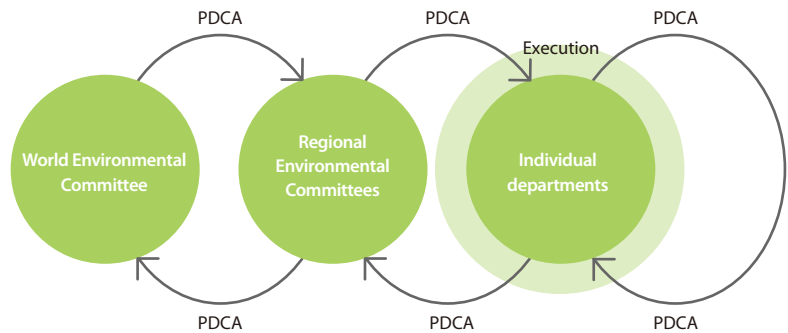 PDCA
PDCA
PDCA
Execution
World Environmental
Committee
Regional
Environmental
Committees
Individual
departments
PDCA
PDCA
PDCA